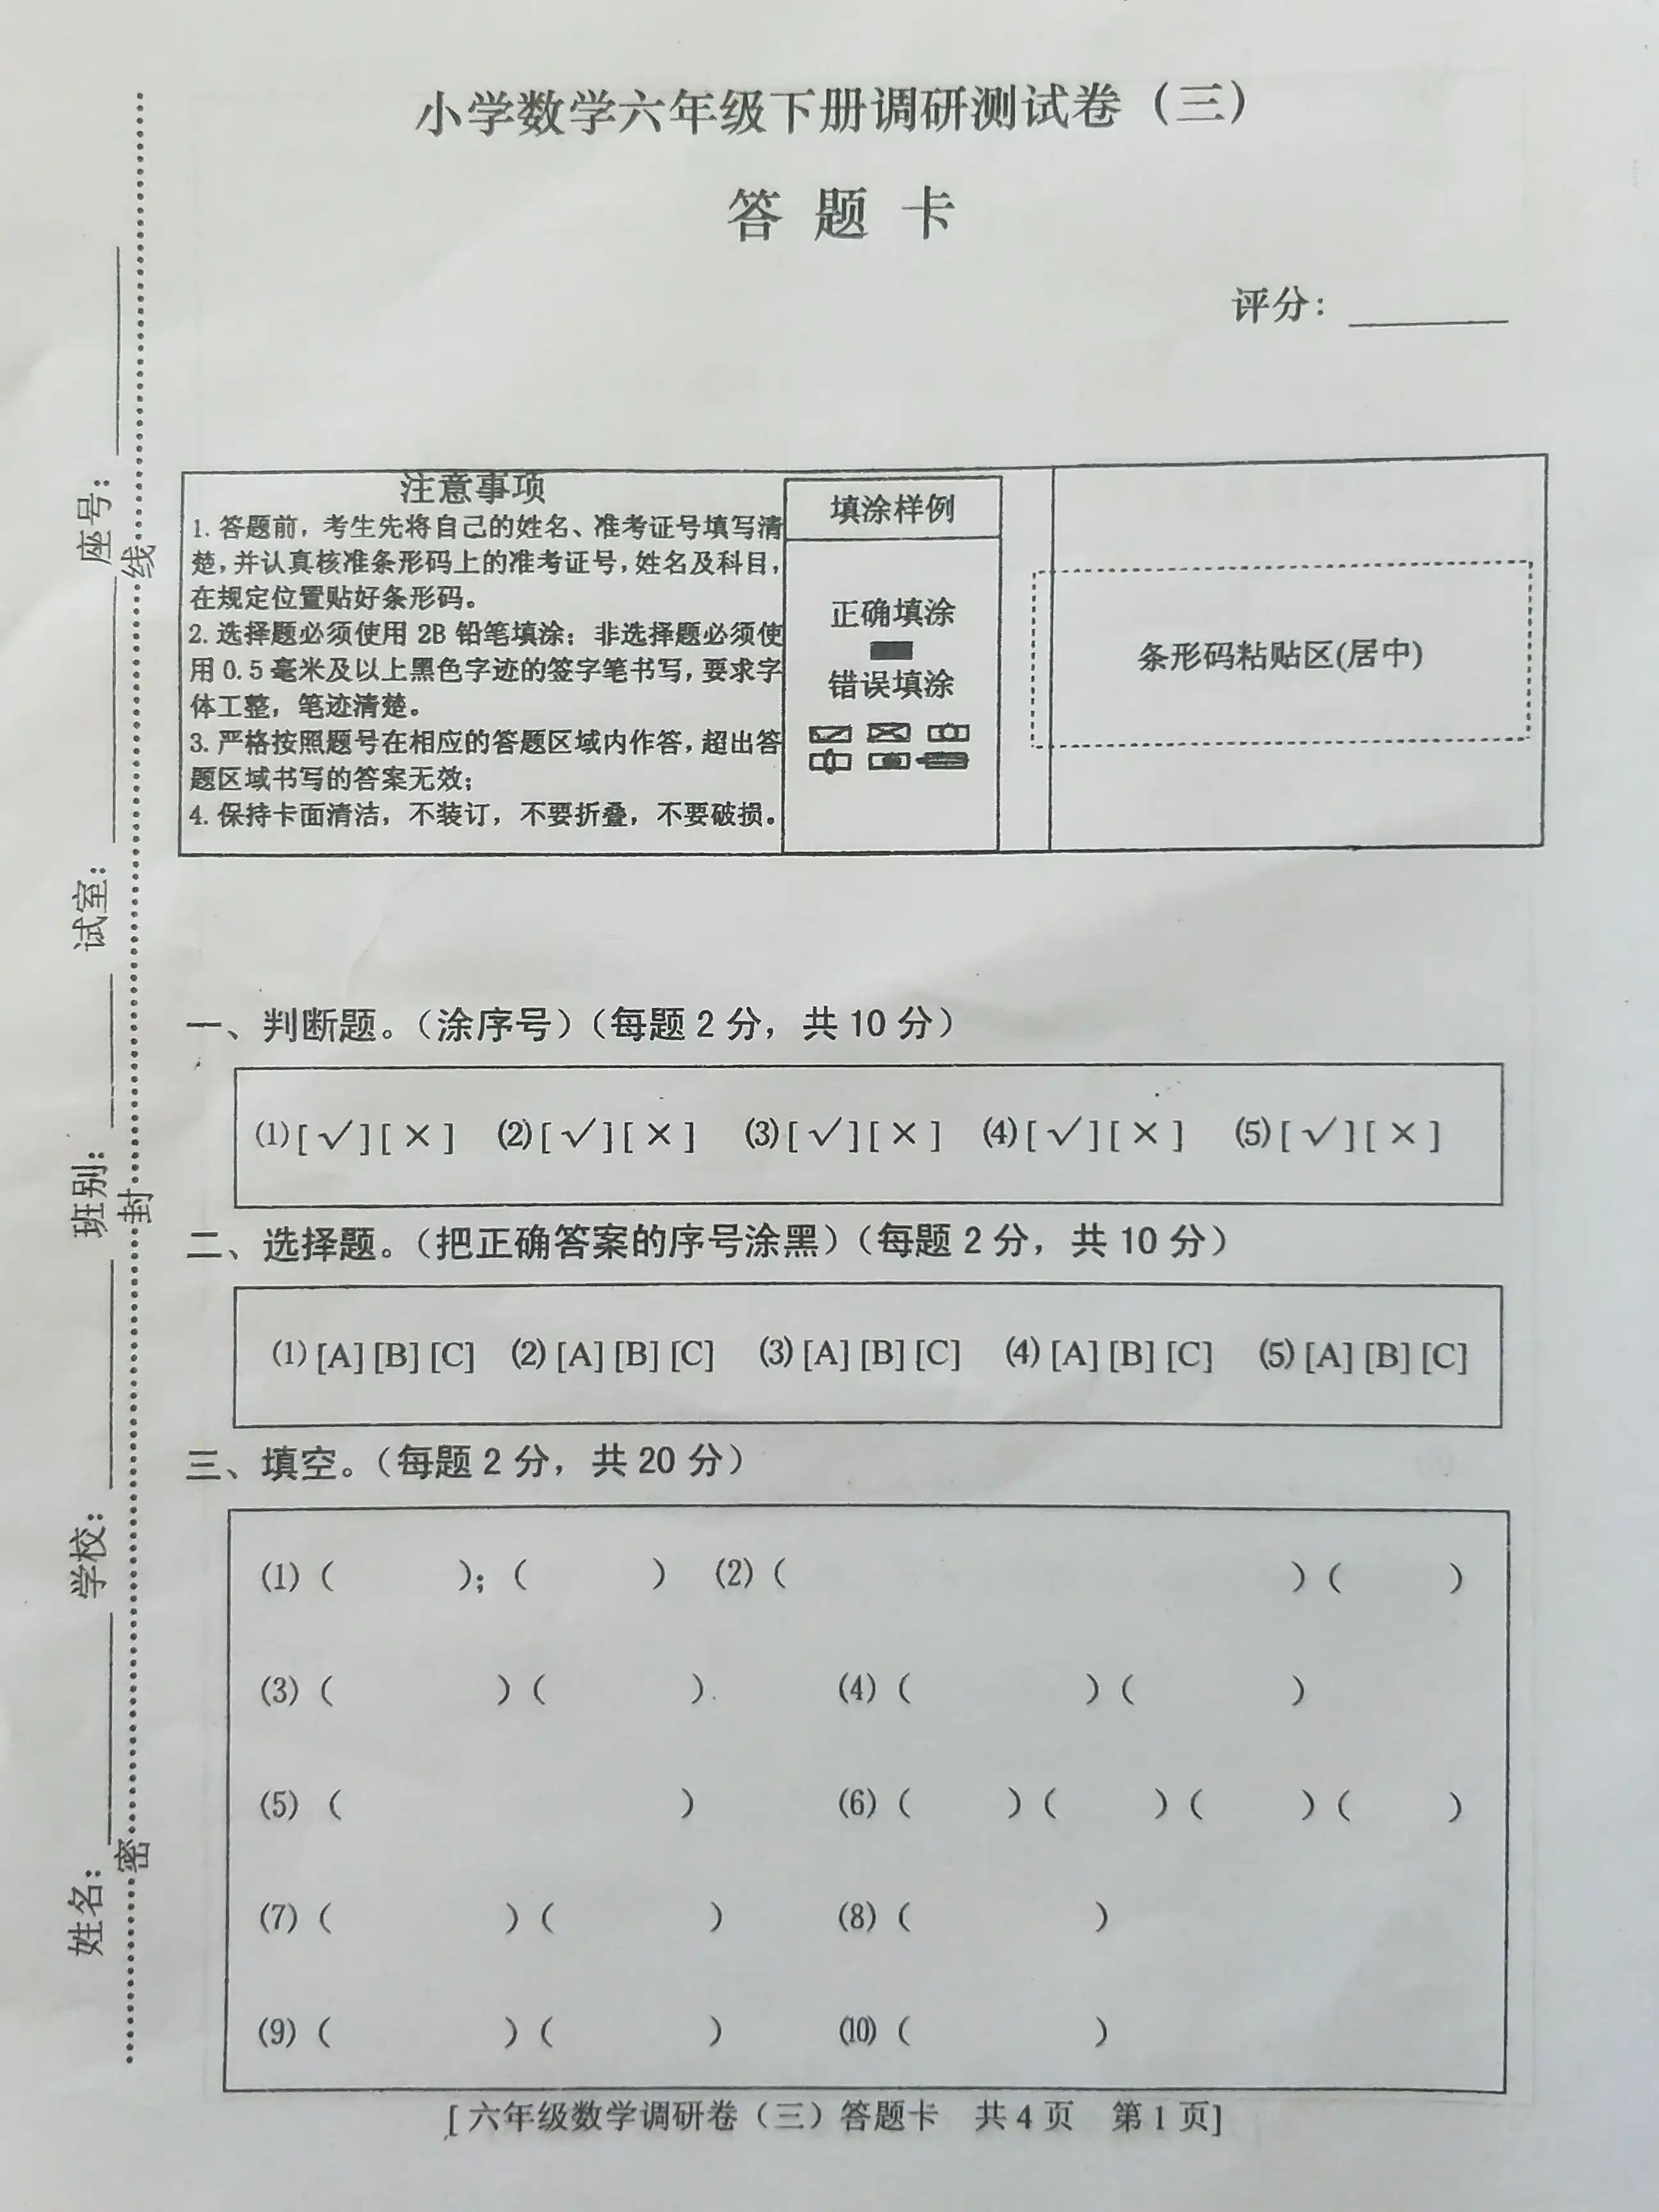 小学数学六年级下册调研测试卷（三）
答 题 卡
评分：
注意事项
1. 答题前，考生先将自己的姓名、准考证号填写清
楚，并认真核准条形码上的准考证号，姓名及科目，
在规定位置贴好条形码。
2. 选择题必须使用 2B 铅笔填涂；非选择题必须使
用 0.5 毫米及以上黑色字迹的签字笔书写，要求字
体工整，笔迹清楚。
3. 严格按照题号在相应的答题区域内作答，超出答
题区域书写的答案无效；
4. 保持卡面清洁，不装订，不要折叠，不要破损。
填涂样例
正确填涂
错误填涂
条形码粘贴区(居中)
一、判断题。（涂序号）（每题 2 分，共 10 分）
(1) [ √ ] [ × ] (2) [ √ ] [ × ] (3) [ √ ] [ × ] (4) [ √ ] [ × ] (5) [ √ ] [ × ]
二、选择题。（把正确答案的序号涂黑）（每题 2 分，共 10 分）
(1) [A] [B] [C] (2) [A] [B] [C] (3) [A] [B] [C] (4) [A] [B] [C] (5) [A] [B] [C]
三、填空。（每题 2 分，共 20 分）
(1)（ ）；（ ） (2)（ ）（ ）
(3)（ ）（ ）. (4)（ ）（ ）
(5)（ ） (6)（ ）（ ）（ ）（ ）
(7)（ ）（ ） (8)（ ）
(9)（ ）（ ） (10)（ ）
[ 六年级数学调研卷（三）答题卡 共 4 页 第 1 页]
姓名： 学校： 班别： 试室： 座号：
密 封 线